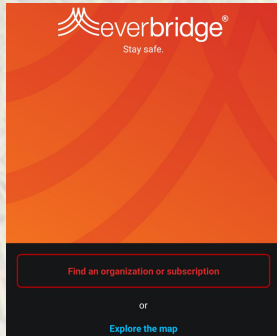 everbridge®
Stay safe.
Find an organization or subscription
or
Explore the map